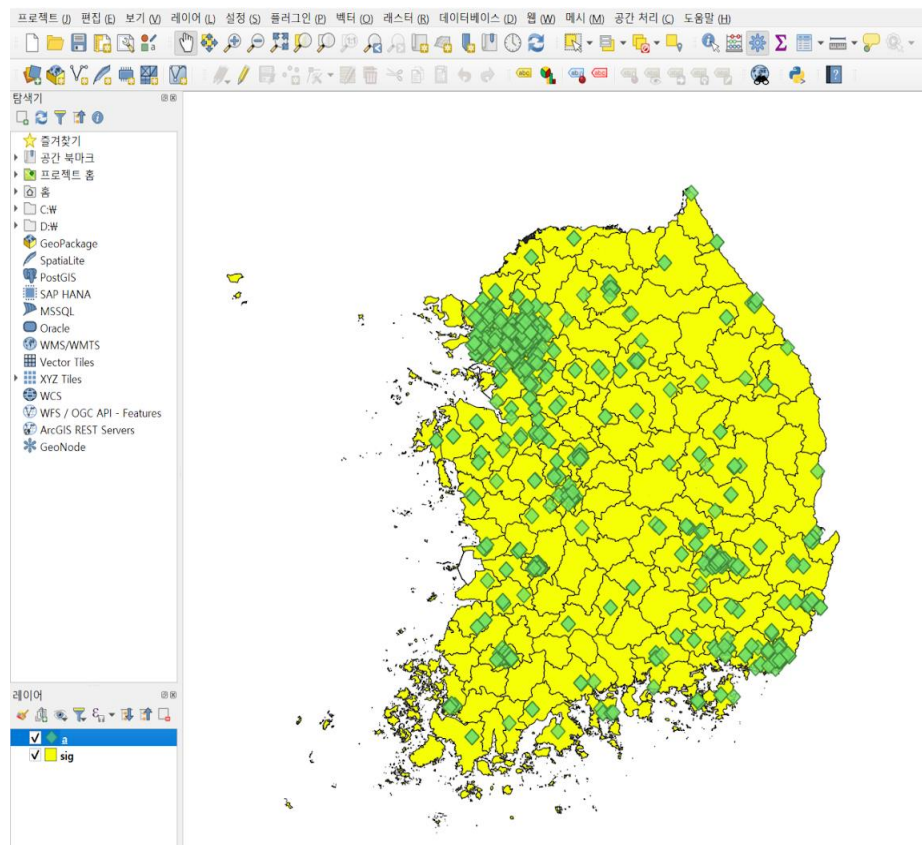 프로젝트 (J) 편집 (E) 보기 (V) 레이어 (L) 설정 (S) 플러그인 (P) 벡터 (O) 래스터 (R) 데이터베이스 (D) 웹 (W) 메시 (M) 공간 처리 (C) 도움말 (H)
탐색기
즐겨찾기
공간 북마크
프로젝트 홈
홈
C:₩
D:₩
GeoPackage
SpatiaLite
PostGIS
SAP HANA
MSSQL
Oracle
WMS/WMTS
Vector Tiles
XYZ Tiles
WCS
WFS / OGC API - Features
ArcGIS REST Servers
GeoNode
레이어
a
sig